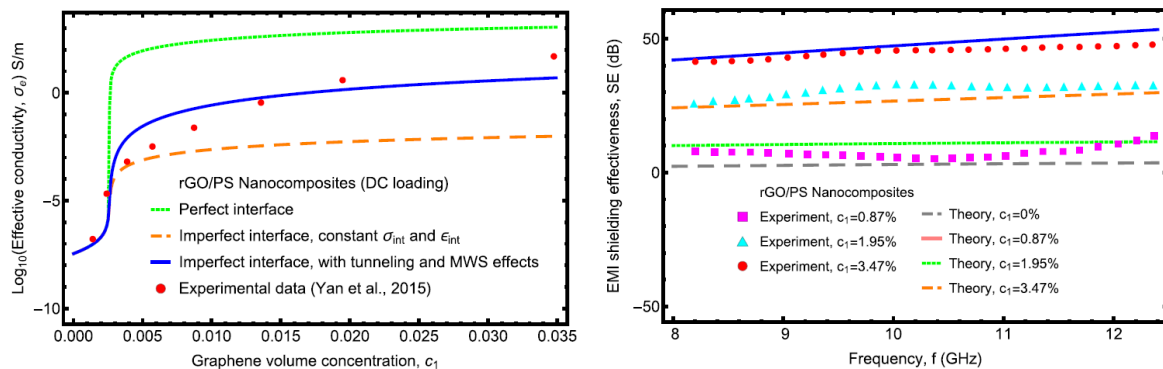 Log10(Effective conductivity, σe) S/m
0
−5
−10
rGO/PS Nanocomposites (DC loading)
Perfect interface
Imperfect interface, constant σint and ϵint
Imperfect interface, with tunneling and MWS effects
Experimental data (Yan et al., 2015)
0.000 0.005 0.010 0.015 0.020 0.025 0.030 0.035
Graphene volume concentration, c1
EMI shielding effectiveness, SE (dB)
50
0
−50
rGO/PS Nanocomposites
Experiment, c1=0.87%
Experiment, c1=1.95%
Experiment, c1=3.47%
Theory, c1=0%
Theory, c1=0.87%
Theory, c1=1.95%
Theory, c1=3.47%
8 9 10 11 12
Frequency, f (GHz)